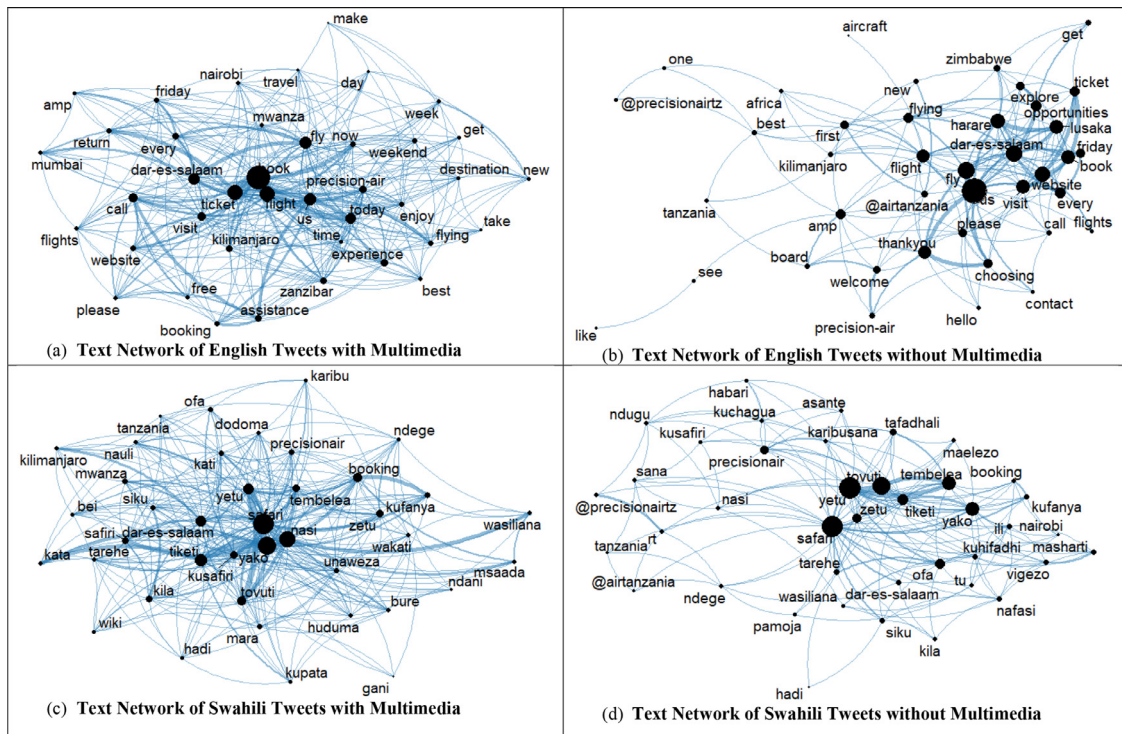 make
nairobi
travel
day
amp
friday
mwanza
week
return
fly
now
get
every
weekend
mumbai
dar-es-salaam
book
precision-air
destination
new
call
ticket
flight
us
today
enjoy
take
visit
time
flights
kilimanjaro
flying
website
experience
free
zanzibar
best
please
assistance
booking
(a) Text Network of English Tweets with Multimedia
aircraft
get
one
zimbabwe
ticket
@precisionairtz
africa
new
explore
flying
opportunities
best
first
harare
lusaka
dar-es-salaam
friday
kilimanjaro
flight
book
fly
website
@airtanzania
us
visit
every
tanzania
amp
please
call
flights
thankyou
see
board
welcome
choosing
contact
like
precision-air
hello
(b) Text Network of English Tweets without Multimedia
karibu
ofa
tanzania
dodoma
ndege
nauli
precisionair
kilimanjaro
kati
booking
mwanza
yetu
tembelea
kufanya
siku
bei
safari
zetu
wasiliana
safiri
dar-es-salaam
nasi
wakati
kata
tarehe
tiketi
yako
unaweza
msaada
kusafiri
ndani
kila
tovuti
bure
wiki
mara
huduma
hadi
kupata
gani
(c) Text Network of Swahili Tweets with Multimedia
habari
asante
ndugu
kuchagua
tafadhali
kusafiri
karibusana
maelezo
precisionair
sana
tovuti
tembelea
booking
@precisionairtz
nasi
yetu
tiketi
kufanya
zetu
yako
nairobi
ili
safari
tanzania
rt
kuhifadhi
masharti
tarehe
@airtanzania
ofa
tu
vigezo
ndege
wasiliana
dar-es-salaam
nafasi
pamoja
siku
kila
hadi
(d) Text Network of Swahili Tweets without Multimedia